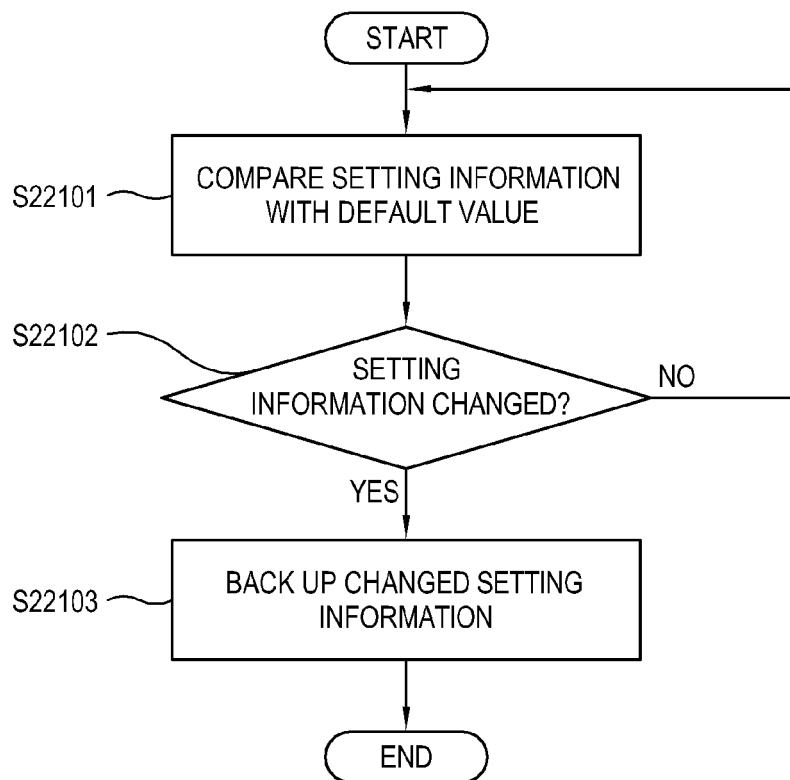 START
S22101
COMPARE SETTING INFORMATION
WITH DEFAULT VALUE
S22102
SETTING
INFORMATION CHANGED?
NO
YES
S22103
BACK UP CHANGED SETTING
INFORMATION
END